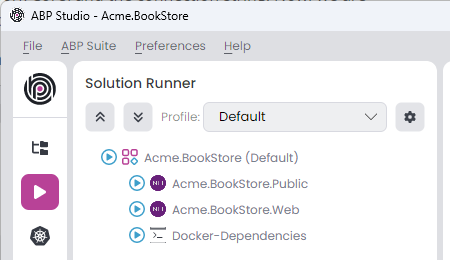 ABP Studio - Acme.BookStore
File ABP Suite Preferences Help
Solution Runner
Profile: Default
Acme.BookStore (Default)
Acme.BookStore.Public
Acme.BookStore.Web
Docker-Dependencies